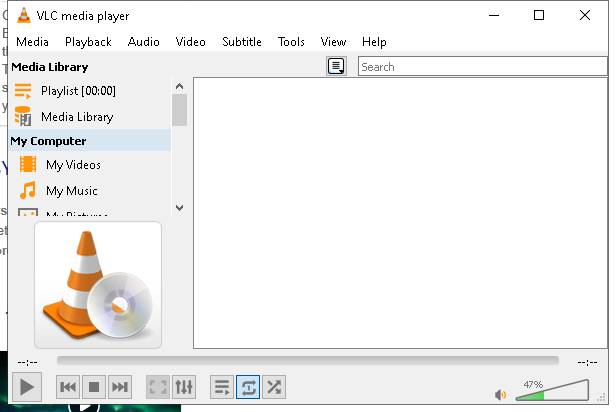 VLC media player
Media Playback Audio Video Subtitle Tools View Help
Media Library
Search
Playlist [00:00]
Media Library
My Computer
My Videos
My Music
My Pictures
--:-- --:--
47%